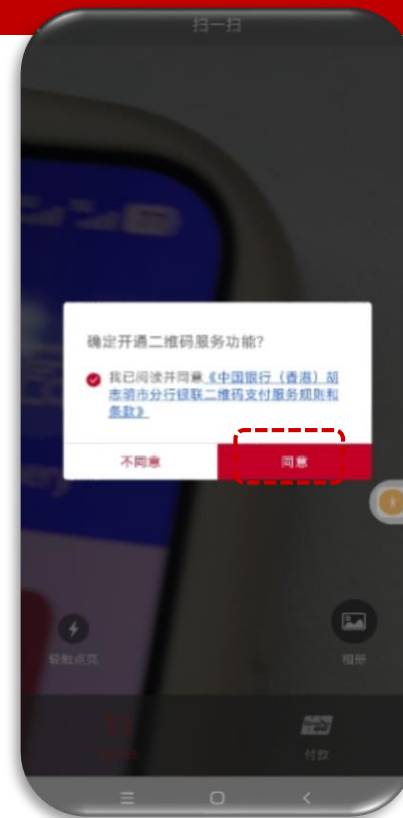 扫一扫
确定开通二维码服务功能?
我已阅读并同意《中国银行（香港）胡
志明市分行银联二维码支付服务规则和
条款》
不同意
同意
轻触点亮
相册
付款